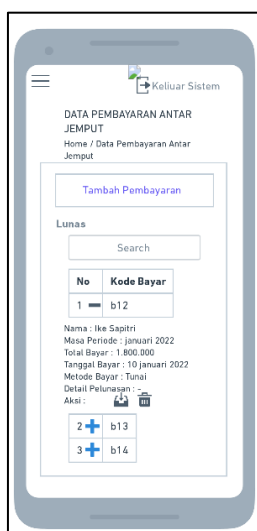 Keliuar Sistem
DATA PEMBAYARAN ANTAR
JEMPUT
Home / Data Pembayaran Antar
Jemput
Tambah Pembayaran
Lunas
Search
No Kode Bayar
1 b12
Nama : Ike Sapitri
Masa Periode : januari 2022
Total Bayar : 1.800.000
Tanggal Bayar : 10 januari 2022
Metode Bayar : Tunai
Detail Pelunasan : -
Aksi :
2 b13
3 b14